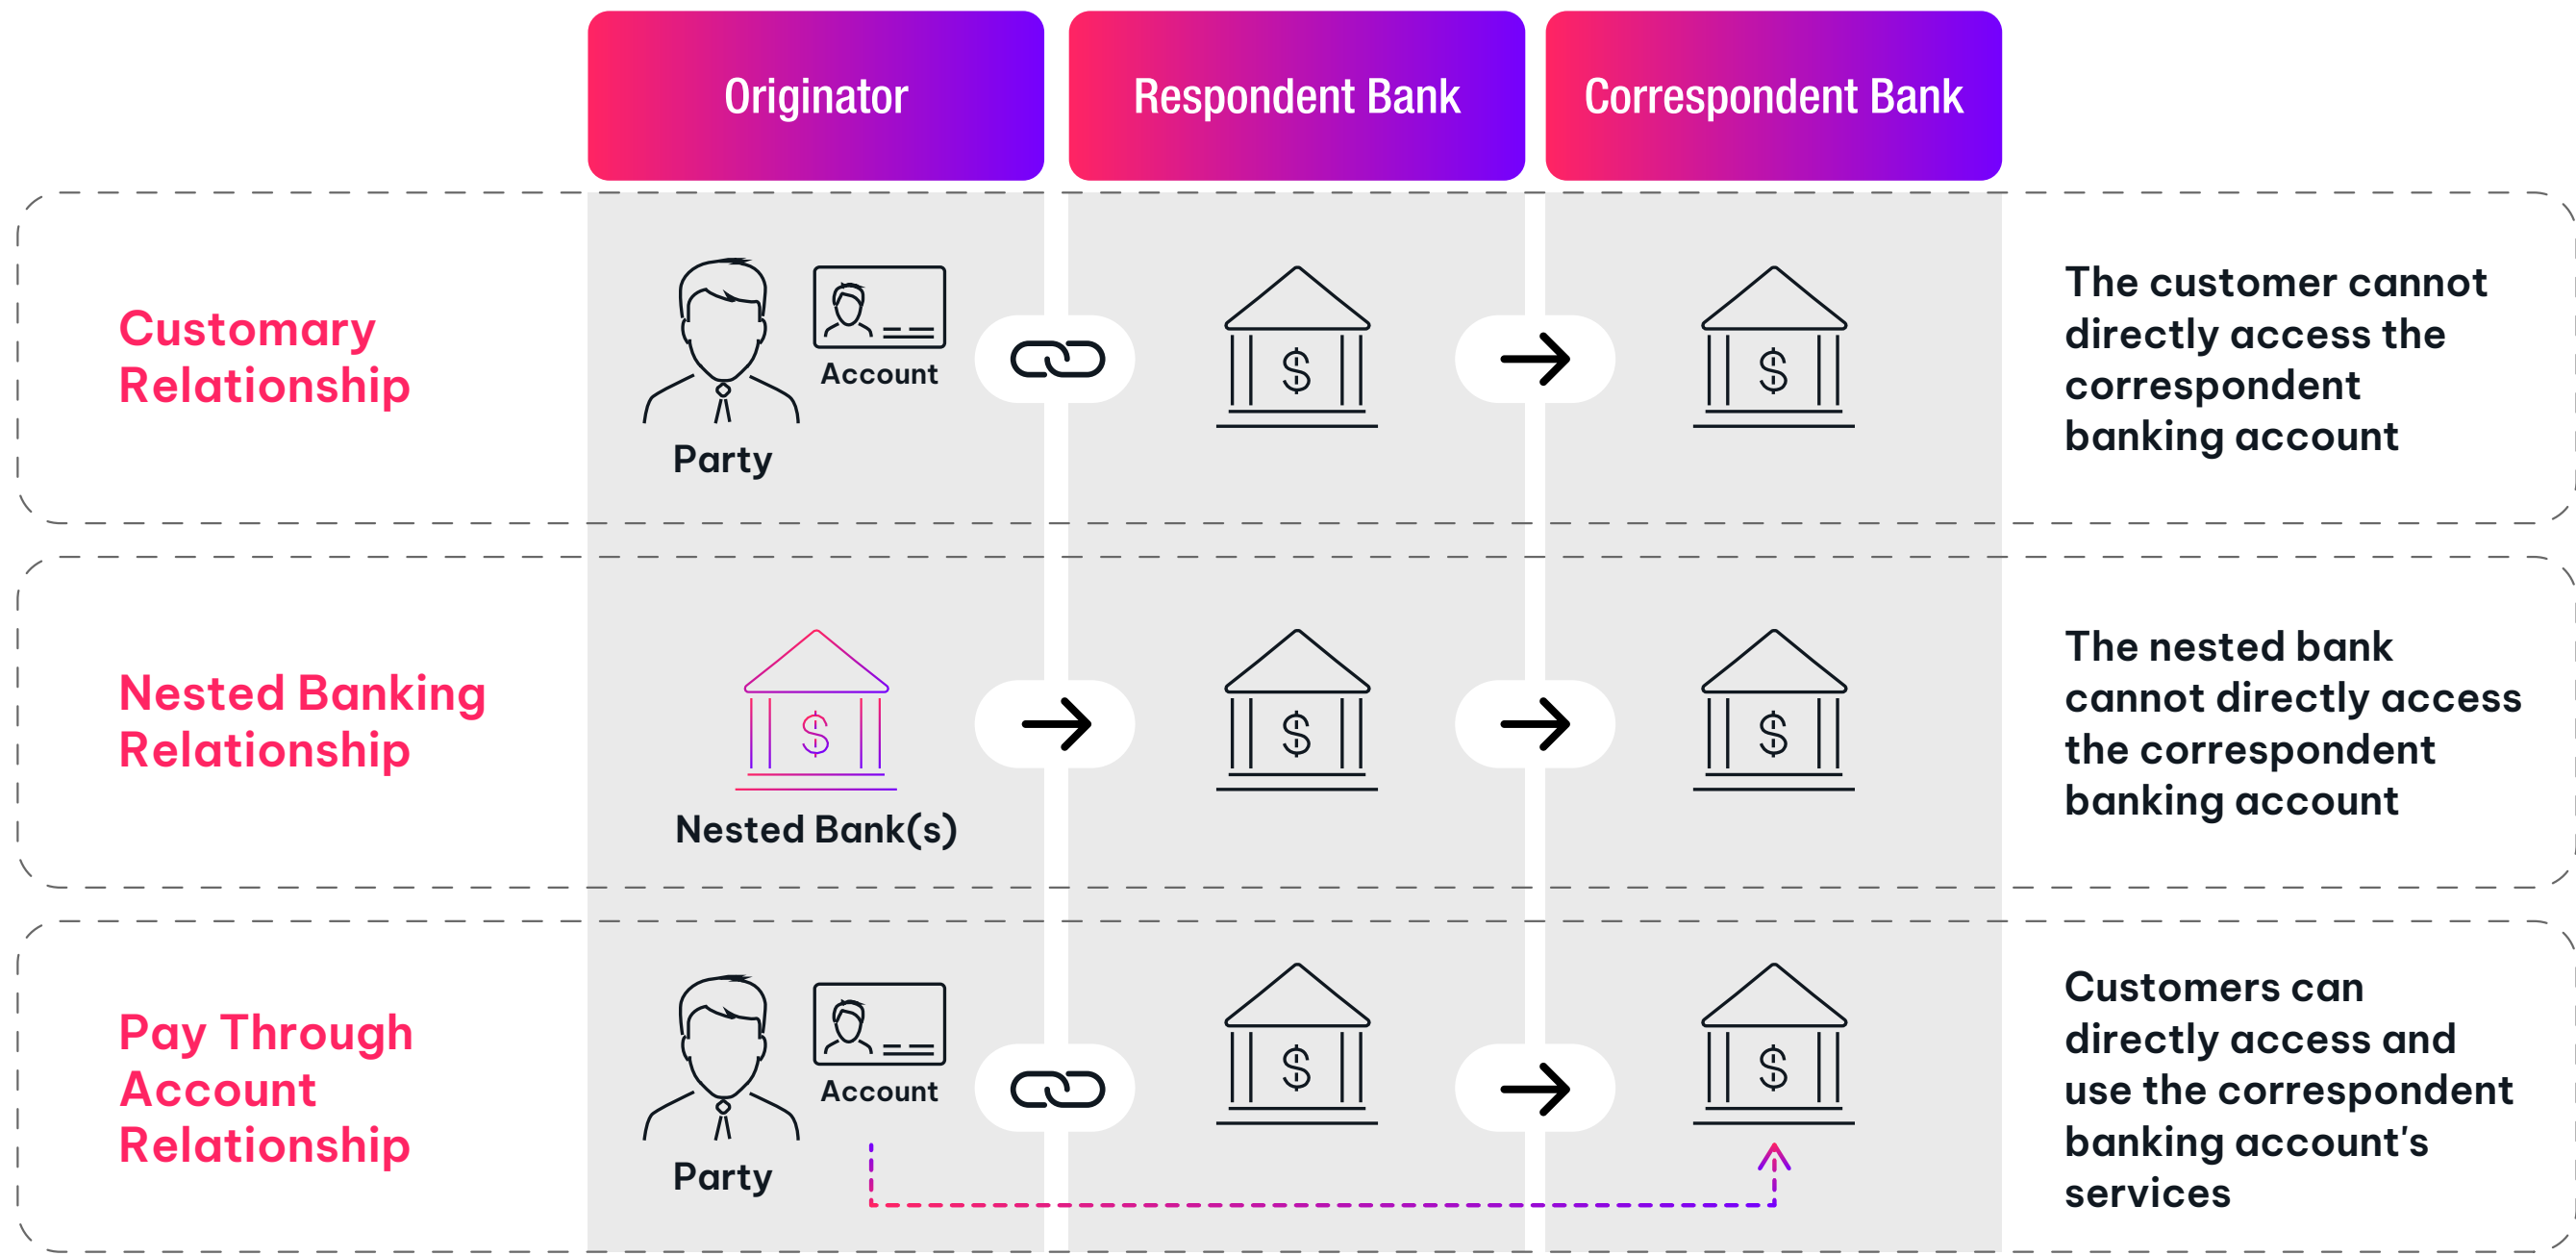 Originator
Respondent Bank
Correspondent Bank
Customary
Relationship
Account
Party
$
$
The customer cannot
directly access the
correspondent
banking account
Nested Banking
Relationship
$
Nested Bank(s)
$
$
The nested bank
cannot directly access
the correspondent
banking account
Pay Through
Account
Relationship
Account
Party
$
$
Customers can
directly access and
use the correspondent
banking account's
services